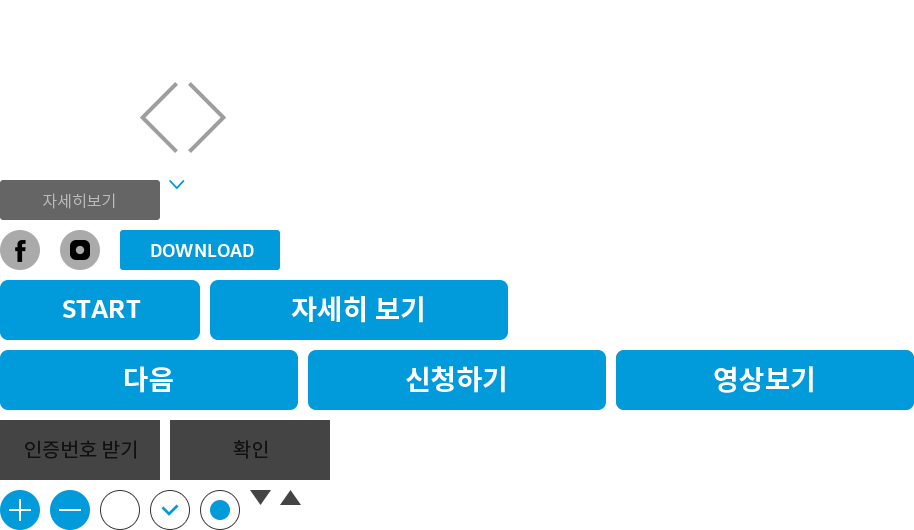 자세히보기
DOWNLOAD
START
자세히 보기
다음
신청하기
영상보기
인증번호 받기
확인